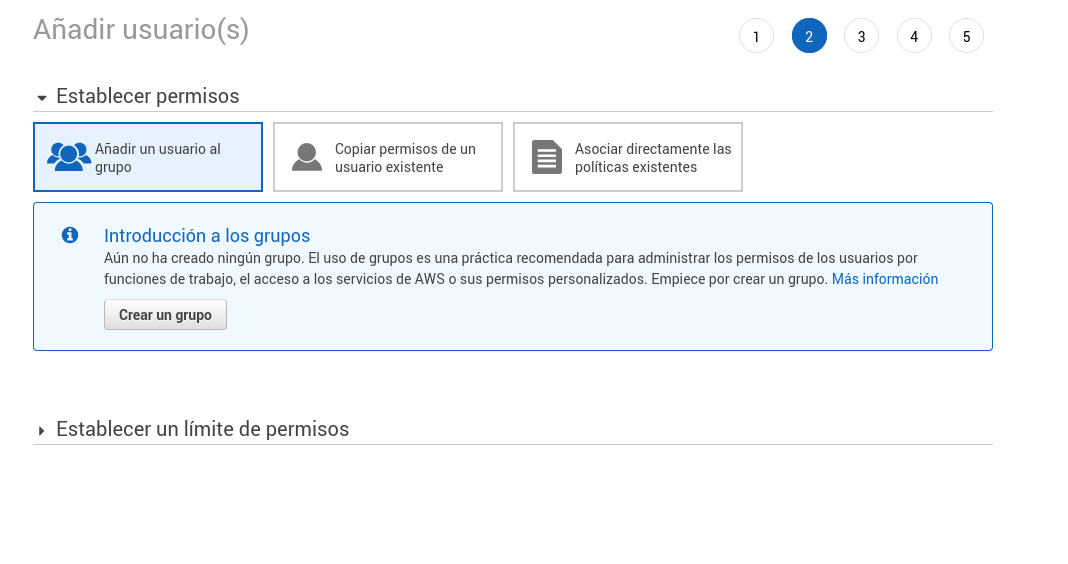 Añadir usuario(s)
1 2 3 4 5
Establecer permisos
Añadir un usuario al
grupo
Copiar permisos de un
usuario existente
Asociar directamente las
políticas existentes
Introducción a los grupos
Aún no ha creado ningún grupo. El uso de grupos es una práctica recomendada para administrar los permisos de los usuarios por
funciones de trabajo, el acceso a los servicios de AWS o sus permisos personalizados. Empiece por crear un grupo. Más información
Crear un grupo
Establecer un límite de permisos